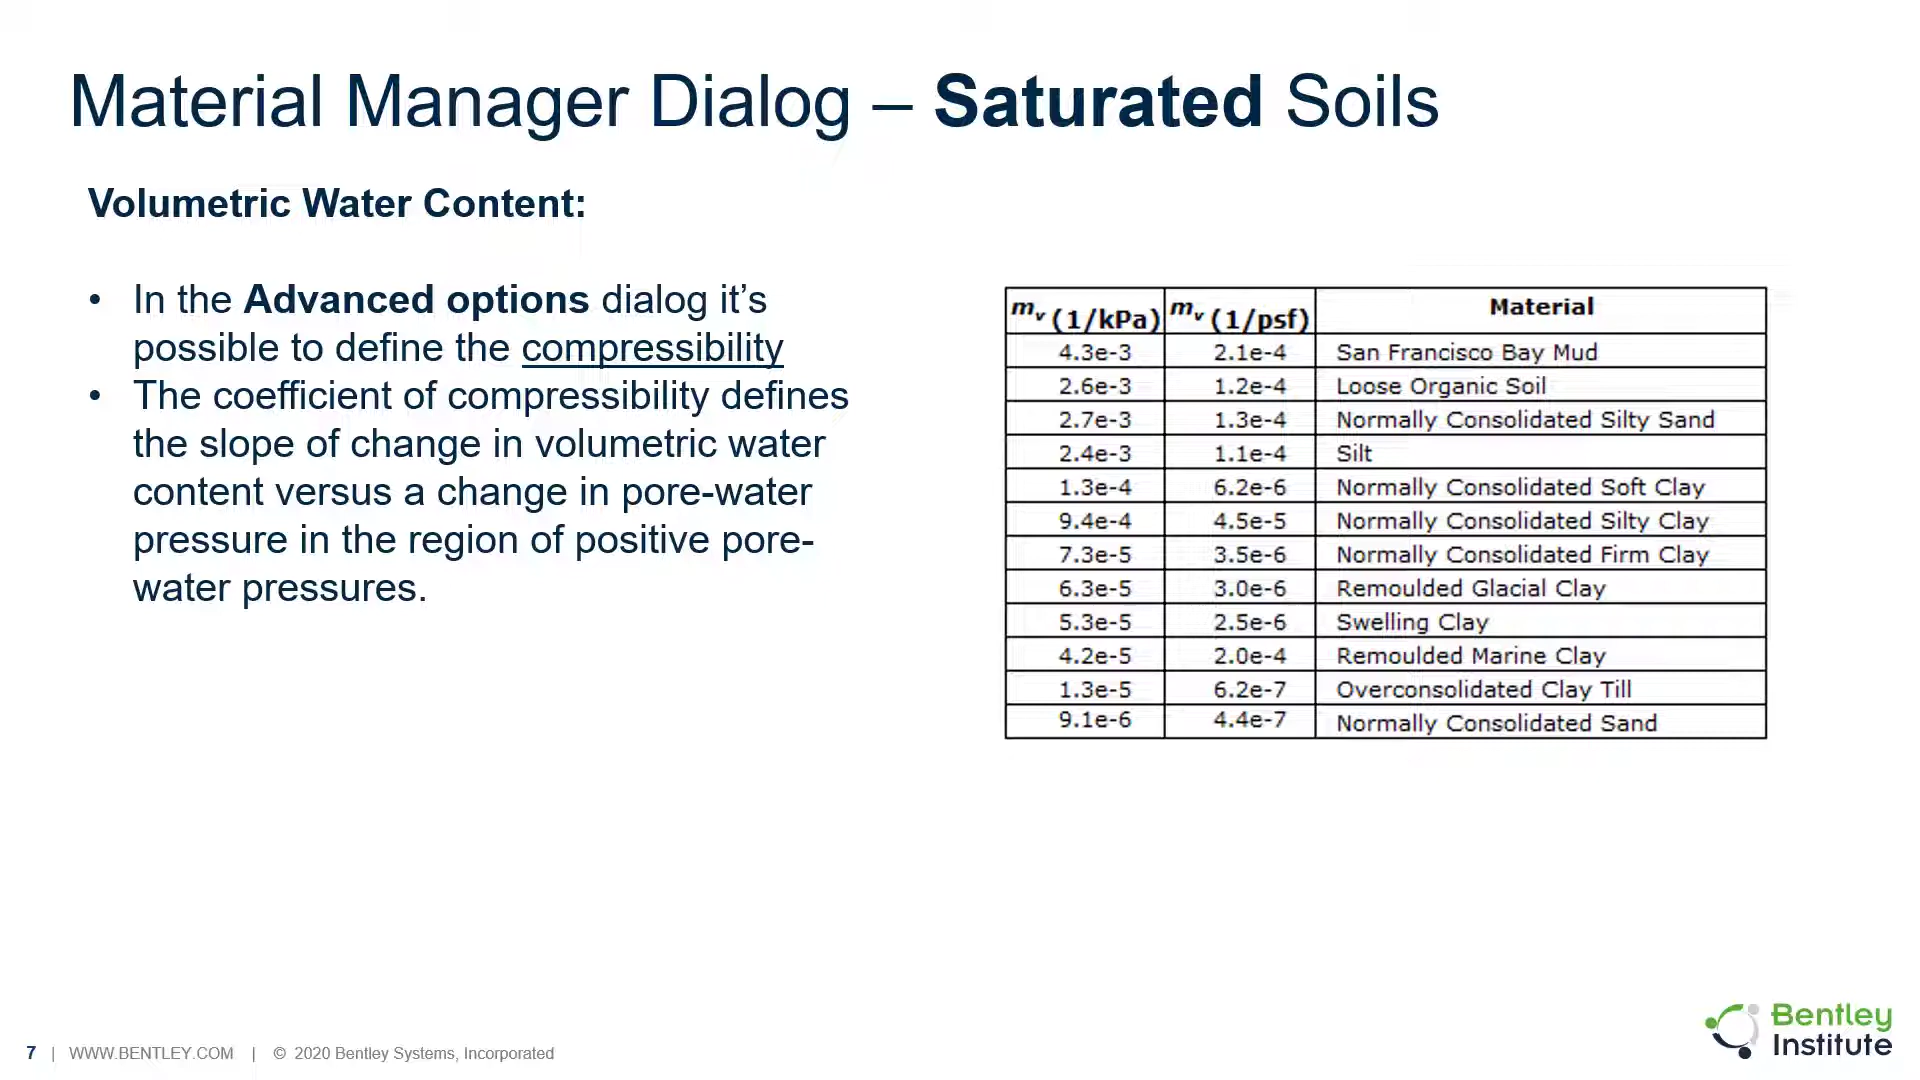 Material Manager Dialog – Saturated Soils
Volumetric Water Content:
• In the Advanced options dialog it’s
possible to define the compressibility
• The coefficient of compressibility defines
the slope of change in volumetric water
content versus a change in pore-water
pressure in the region of positive pore-
water pressures.
mv (1/kPa) mv (1/psf) Material
4.3e-3 2.1e-4 San Francisco Bay Mud
2.6e-3 1.2e-4 Loose Organic Soil
2.7e-3 1.3e-4 Normally Consolidated Silty Sand
2.4e-3 1.1e-4 Silt
1.3e-4 6.2e-6 Normally Consolidated Soft Clay
9.4e-4 4.5e-5 Normally Consolidated Silty Clay
7.3e-5 3.5e-6 Normally Consolidated Firm Clay
6.3e-5 3.0e-6 Remoulded Glacial Clay
5.3e-5 2.5e-6 Swelling Clay
4.2e-5 2.0e-4 Remoulded Marine Clay
1.3e-5 6.2e-7 Overconsolidated Clay Till
9.1e-6 4.4e-7 Normally Consolidated Sand
7 | WWW.BENTLEY.COM | © 2020 Bentley Systems, Incorporated
Bentley
Institute